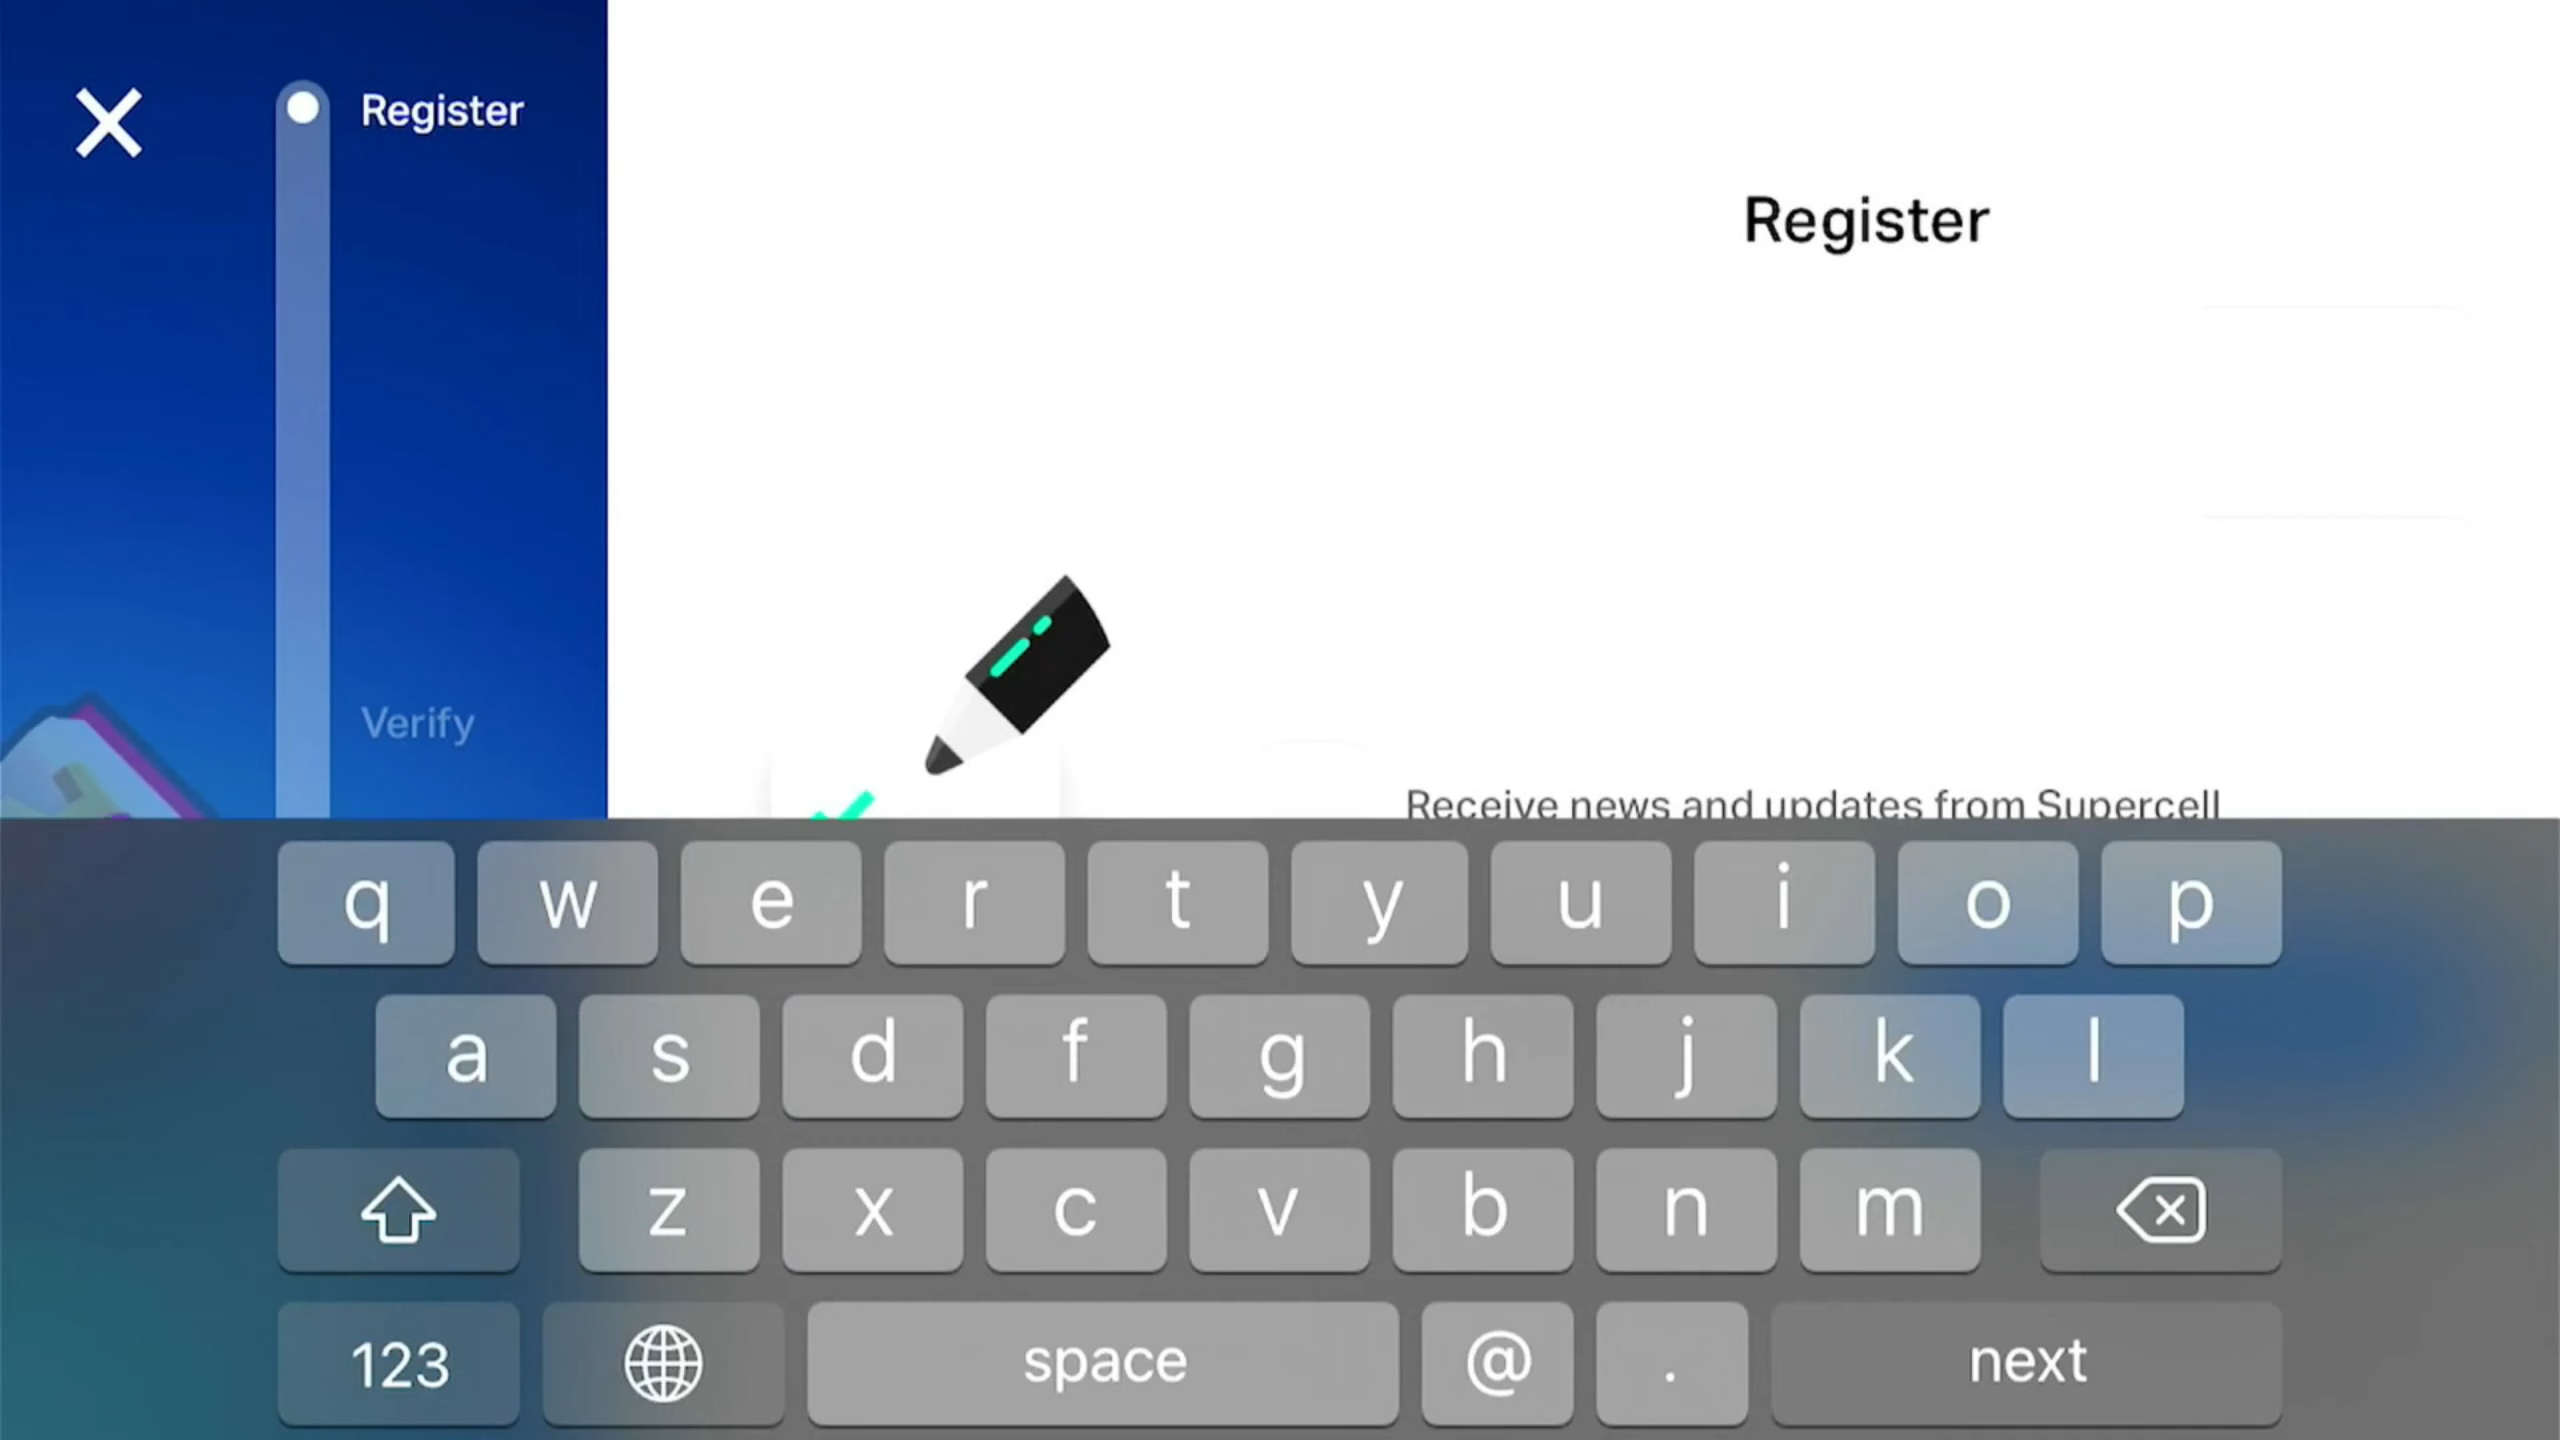 Register
Register
Verify
Receive news and updates from Supercell
q w e r t y u i o p
a s d f g h j k l
z x c v b n m
123 space @ . next